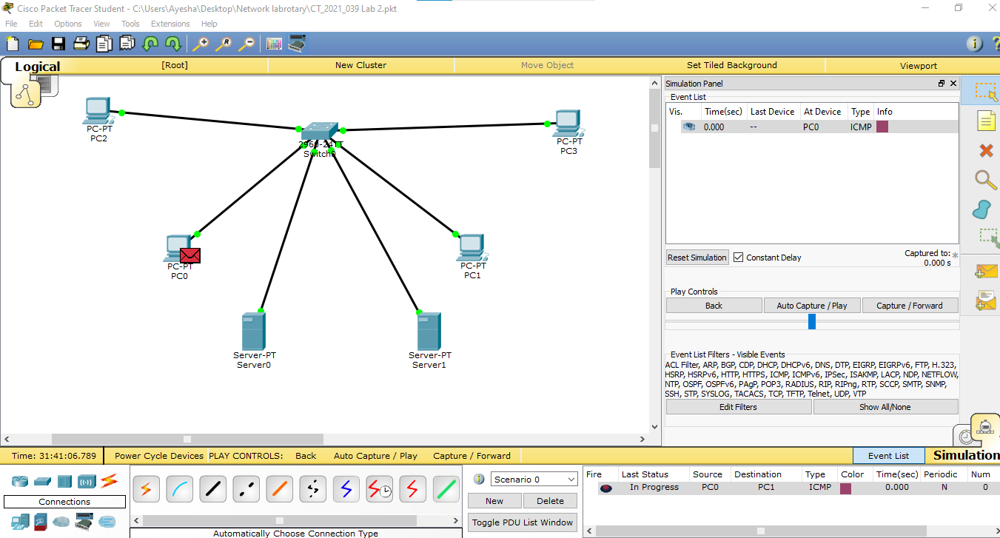 Cisco Packet Tracer Student - C:\Users\Ayesha\Desktop\Network labrotary\CT_2021_039 Lab 2.pkt
File Edit Options View Tools Extensions Help
Logical [Root] New Cluster Move Object Set Tiled Background Viewport
Simulation Panel
Event List
Vis. Time(sec) Last Device At Device Type Info
0.000 -- PC0 ICMP
PC-PT
PC2
2960-24TT
Switch0
PC-PT
PC3
PC-PT
PC0
PC-PT
PC1
Server-PT
Server0
Server-PT
Server1
Reset Simulation Constant Delay Captured to: *
0.000 s
Play Controls
Back Auto Capture / Play Capture / Forward
Event List Filters - Visible Events
ACL Filter, ARP, BGP, CDP, DHCP, DHCPv6, DNS, DTP, EIGRP, EIGRPv6, FTP, H.323,
HSRP, HSRPv6, HTTP, HTTPS, ICMP, ICMPv6, IPSec, ISAKMP, LACP, NDP, NETFLOW,
NTP, OSPF, OSPFv6, PAgP, POP3, RADIUS, RIP, RIPng, RTP, SCCP, SMTP, SNMP,
SSH, STP, SYSLOG, TACACS, TCP, TFTP, Telnet, UDP, VTP
Edit Filters Show All/None
Time: 31:41:06.789 Power Cycle Devices PLAY CONTROLS: Back Auto Capture / Play Capture / Forward Event List Simulation
Connections
Automatically Choose Connection Type
Scenario 0
New Delete
Toggle PDU List Window
Fire Last Status Source Destination Type Color Time(sec) Periodic Num
In Progress PC0 PC1 ICMP 0.000 N 0